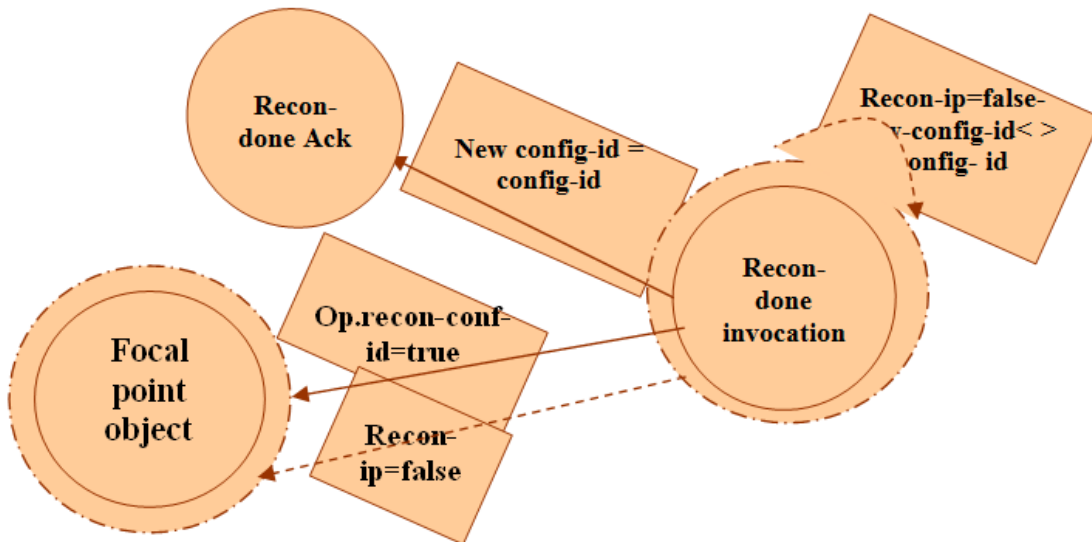 Recon-
done Ack
New config-id =
config-id
Recon-ip=false-
-config-id< >
onfig- id
Recon-
done
invocation
Op.recon-conf-
id=true
Focal
point
object
Recon-
ip=false